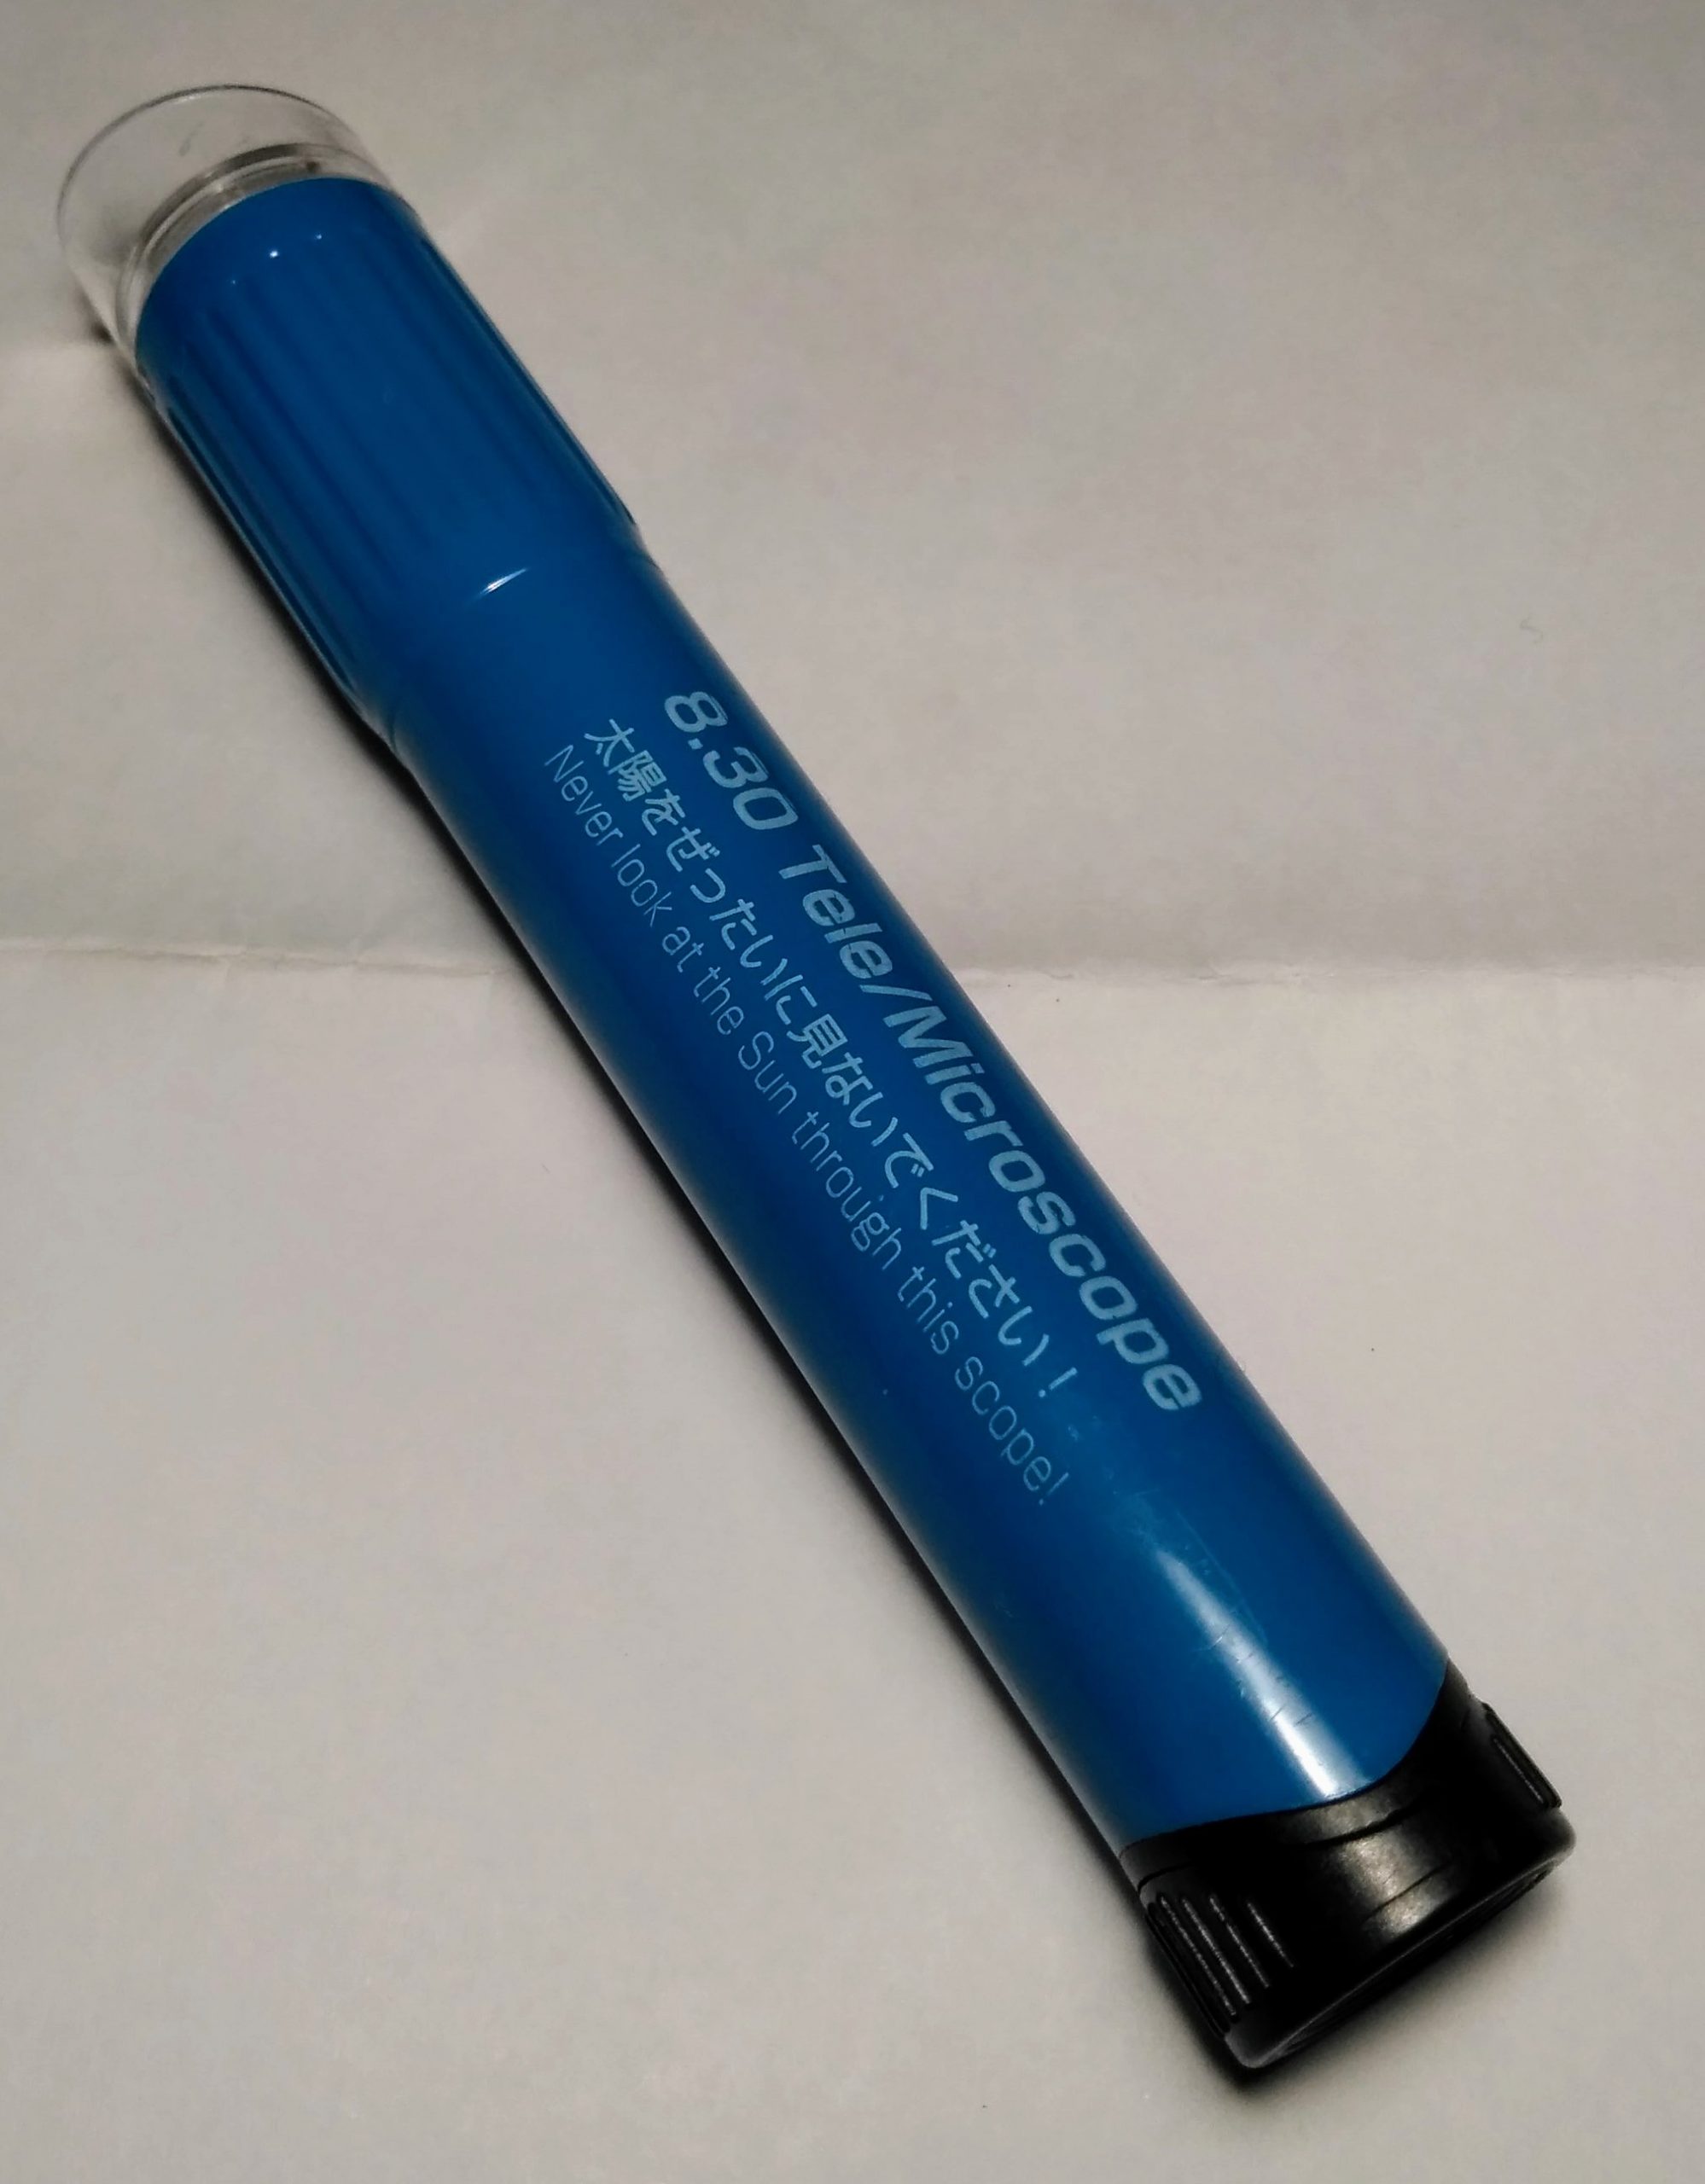 8.30 Tele/Microscope
太陽をぜったいに見ないでください！
Never look at the Sun through this scope!